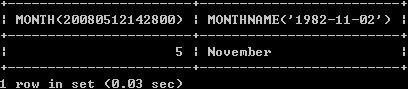 +-----------------------+-------------------------+
| MONTH(20080512142800) | MONTHNAME('1982-11-02') |
+-----------------------+-------------------------+
| 5 | November |
+-----------------------+-------------------------+
1 row in set (0.03 sec)